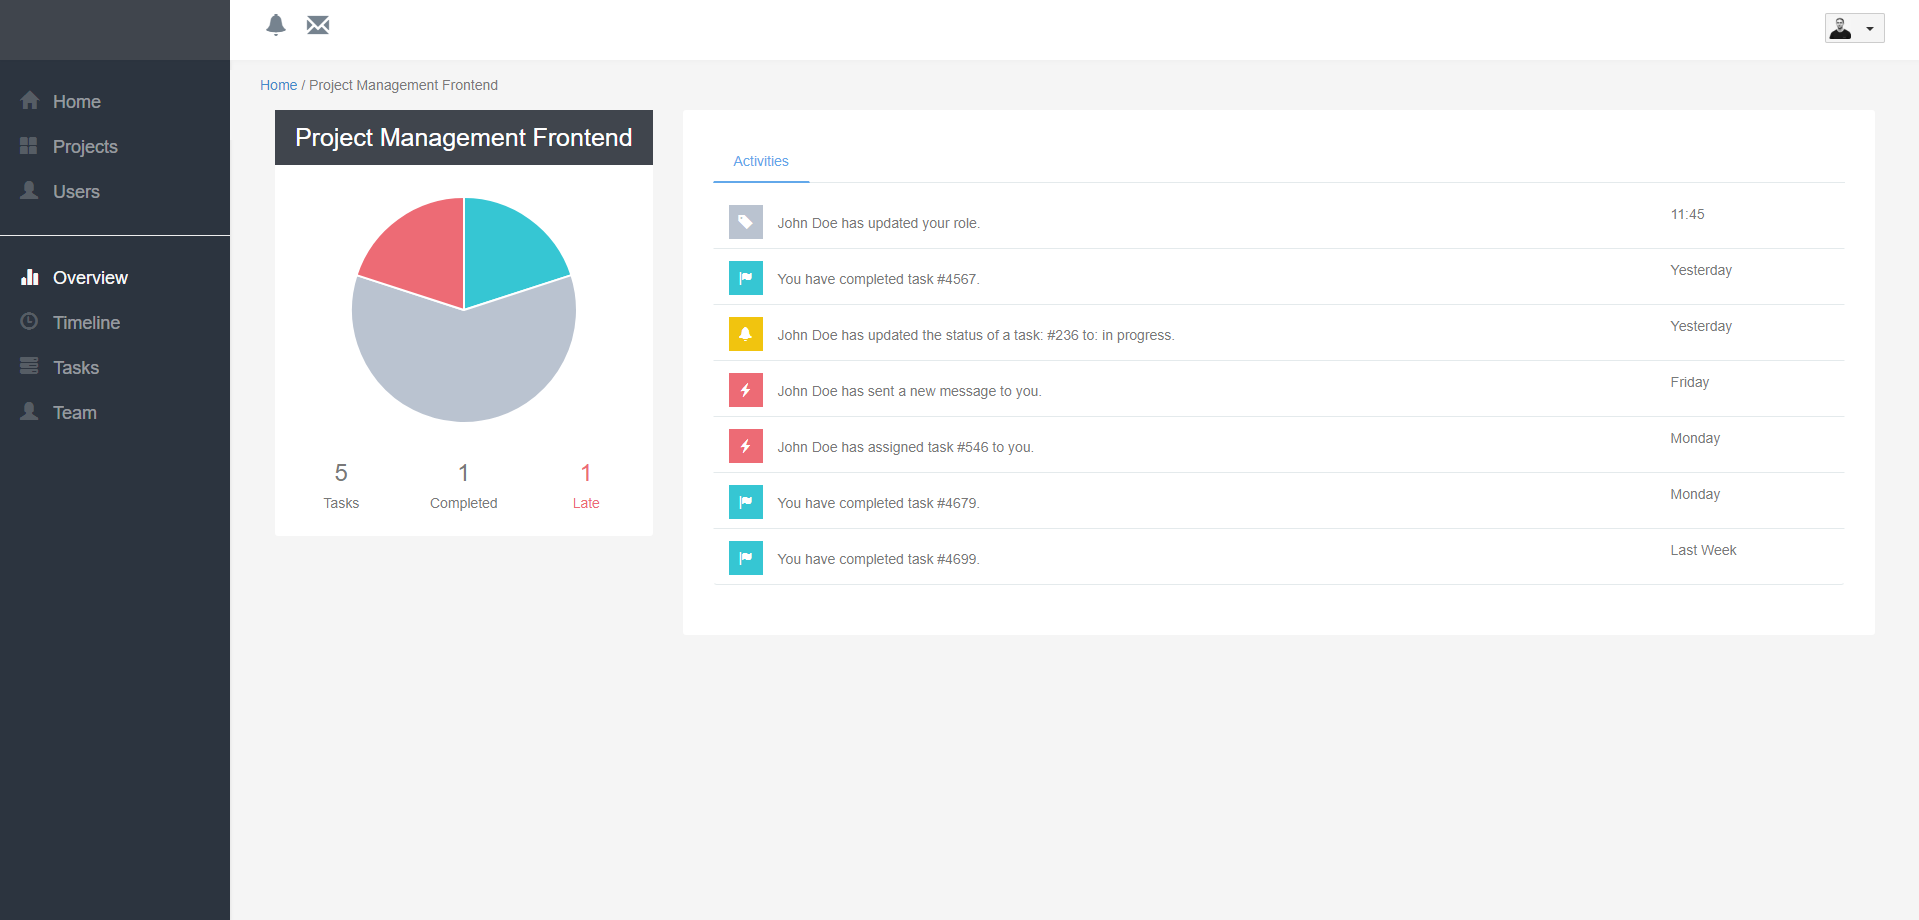 Home
Projects
Users
Overview
Timeline
Tasks
Team
Home / Project Management Frontend
Project Management Frontend
5 1 1
Tasks Completed Late
Activities
John Doe has updated your role. 11:45
You have completed task #4567. Yesterday
John Doe has updated the status of a task: #236 to: in progress. Yesterday
John Doe has sent a new message to you. Friday
John Doe has assigned task #546 to you. Monday
You have completed task #4679. Monday
You have completed task #4699. Last Week